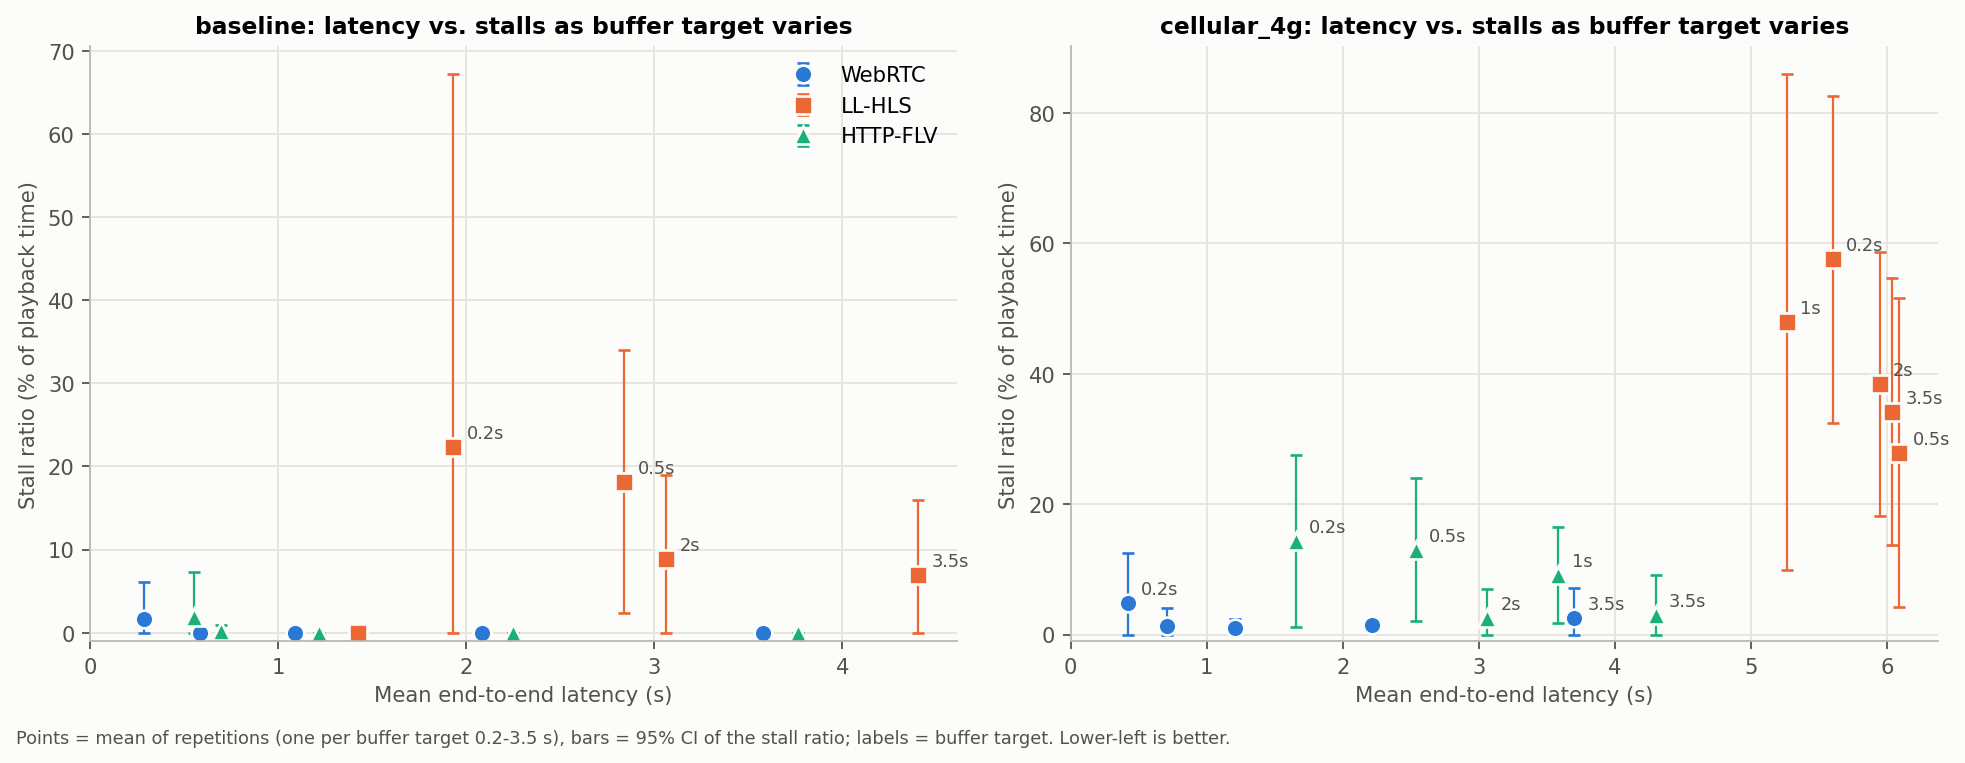 baseline: latency vs. stalls as buffer target varies
70
60
50
40
30
20
10
0
Stall ratio (% of playback time)
WebRTC
LL-HLS
HTTP-FLV
0.2s
0.5s
2s
3.5s
0 1 2 3 4
Mean end-to-end latency (s)
cellular_4g: latency vs. stalls as buffer target varies
80
60
40
20
0
Stall ratio (% of playback time)
0.2s
1s
2s
3.5s
0.5s
0.2s
0.5s
1s
0.2s
2s
3.5s
3.5s
0 1 2 3 4 5 6
Mean end-to-end latency (s)
Points = mean of repetitions (one per buffer target 0.2-3.5 s), bars = 95% CI of the stall ratio; labels = buffer target. Lower-left is better.